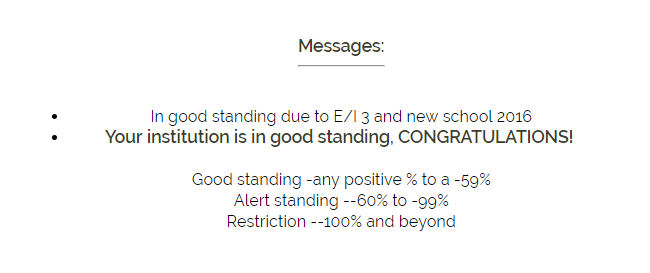 Messages:
In good standing due to E/I 3 and new school 2016
Your institution is in good standing, CONGRATULATIONS!
Good standing -any positive % to a -59%
Alert standing --60% to -99%
Restriction --100% and beyond